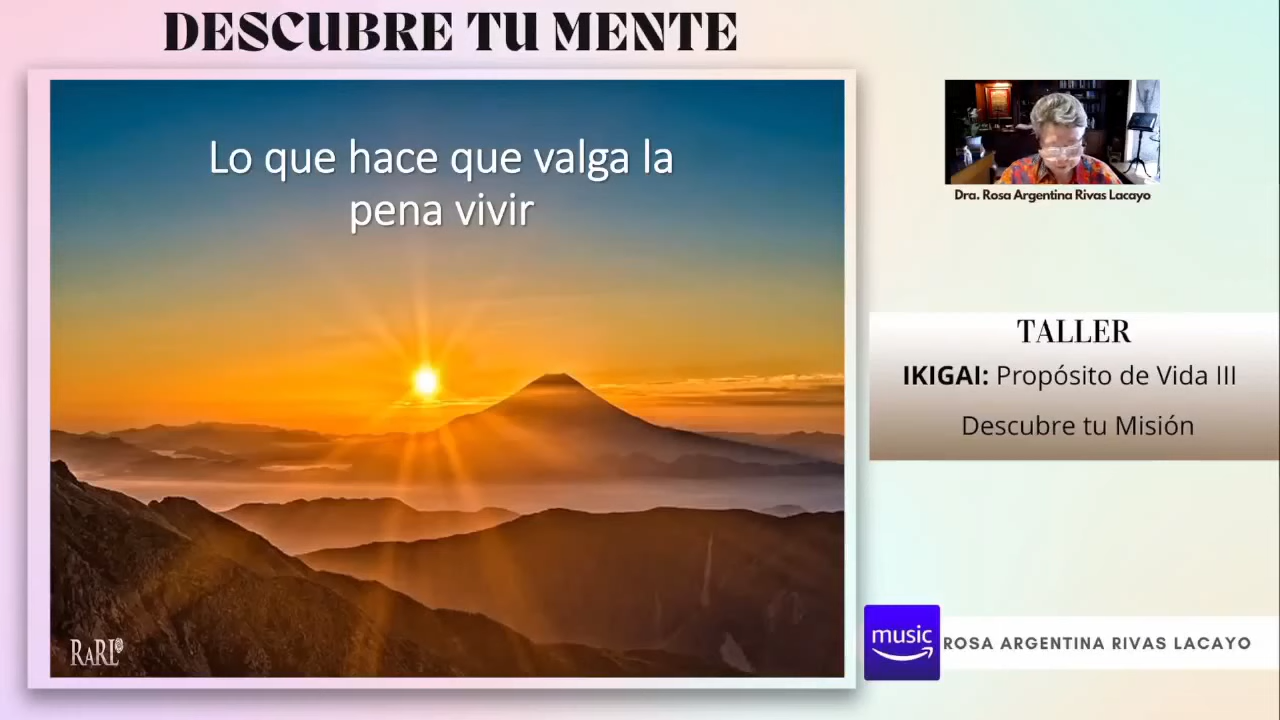 DESCUBRE TU MENTE
Lo que hace que valga la
pena vivir
RARL
Dra. Rosa Argentina Rivas Lacayo
TALLER
IKIGAI: Propósito de Vida III
Descubre tu Misión
music
ROSA ARGENTINA RIVAS LACAYO